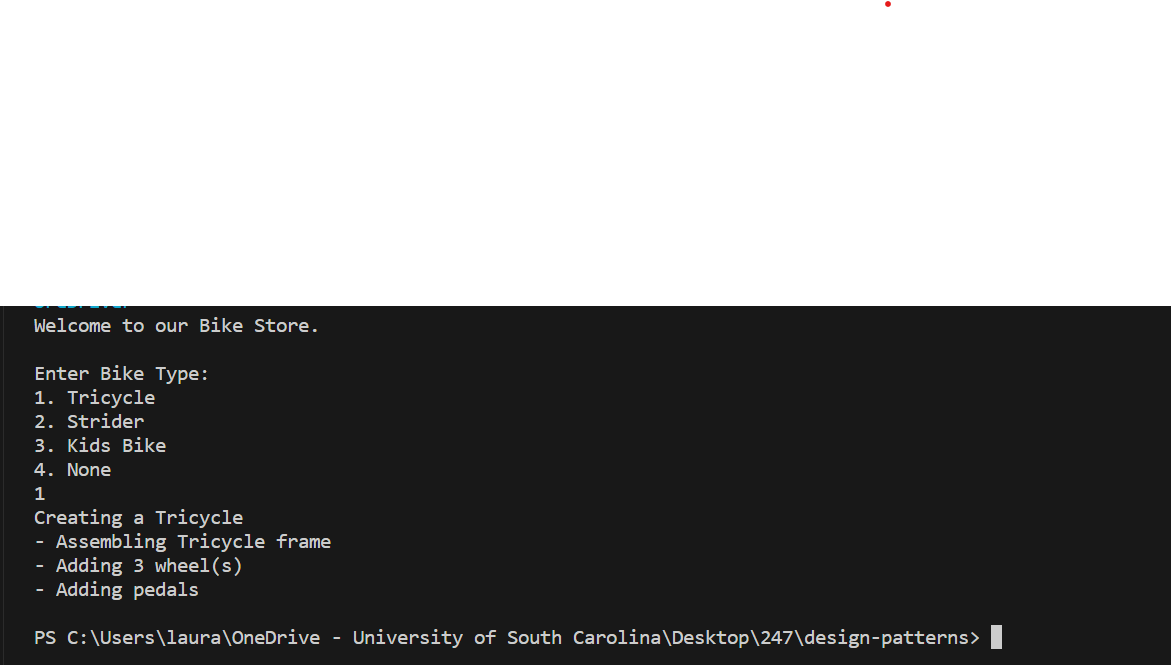 Welcome to our Bike Store.
Enter Bike Type:
1. Tricycle
2. Strider
3. Kids Bike
4. None
1
Creating a Tricycle
- Assembling Tricycle frame
- Adding 3 wheel(s)
- Adding pedals
PS C:\Users\laura\OneDrive - University of South Carolina\Desktop\247\design-patterns>